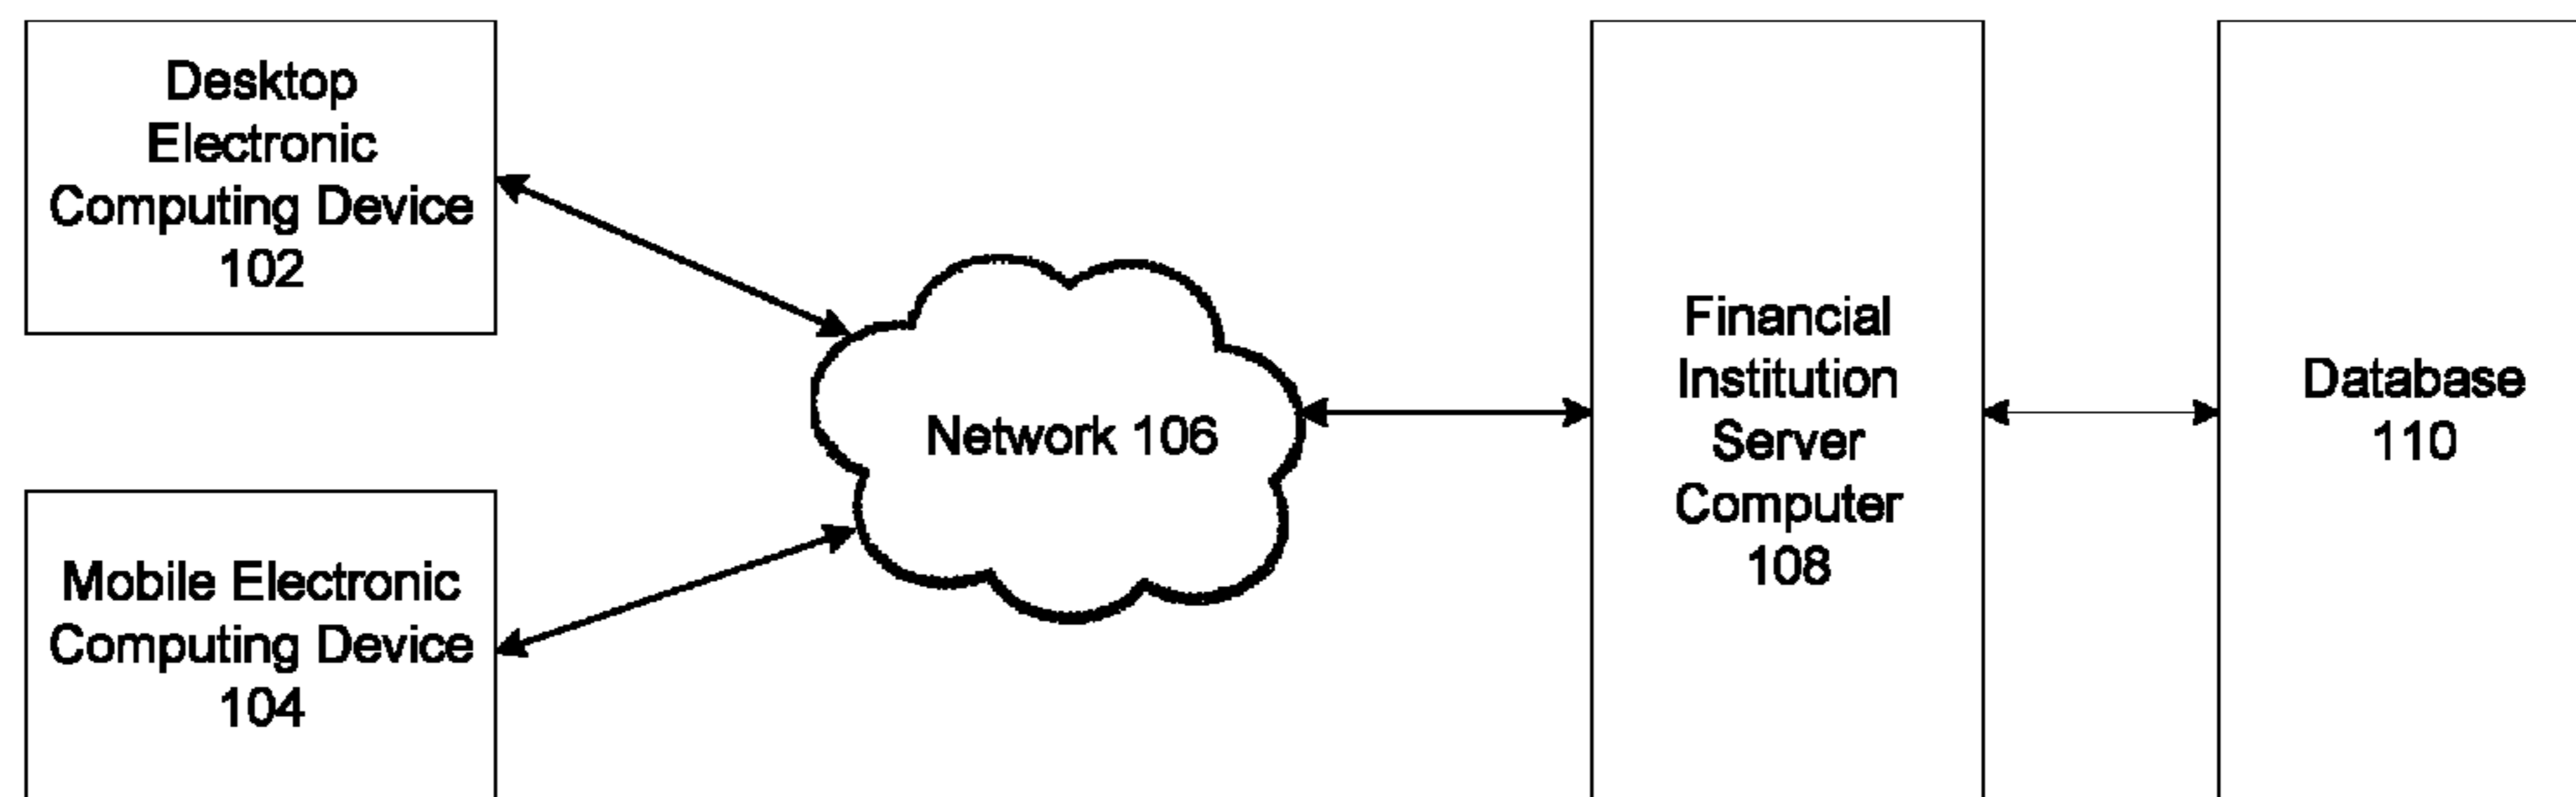 Desktop
Electronic
Computing Device
102
Mobile Electronic
Computing Device
104
Network 106
Financial
Institution
Server
Computer
108
Database
110